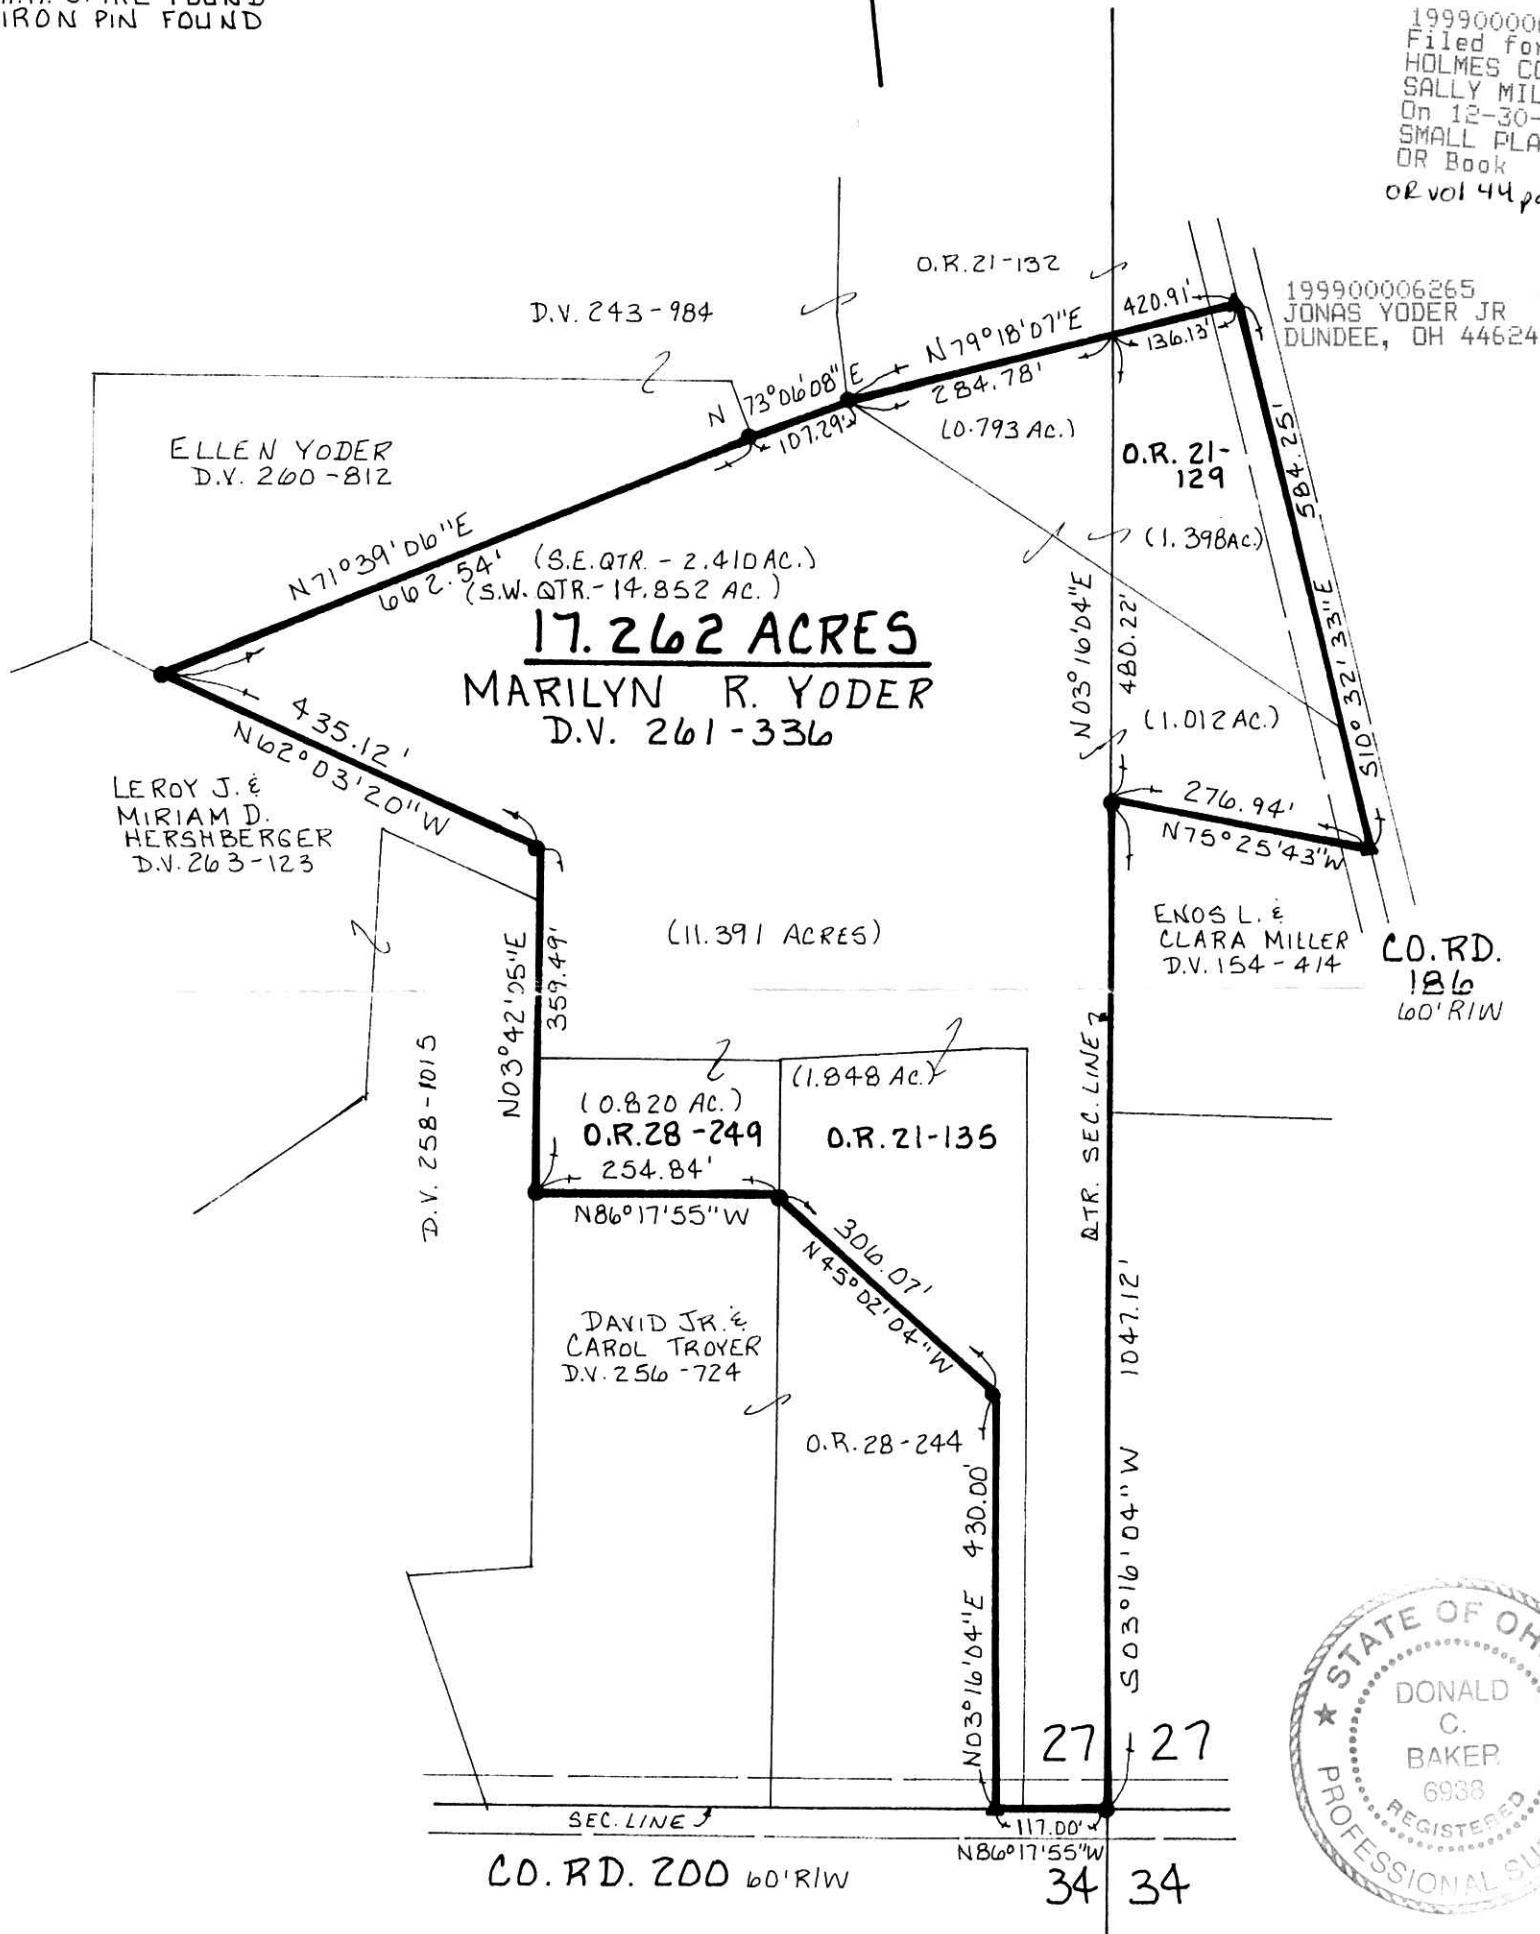 IRON PIN FOUND
Filed for
HOLMES CO
SALLY MIL
On 12-30-
SMALL PLA
OR Book
OR vol 44
199900006265
JONAS YODER JR
DUNDEE, OH 44624
O.R. 21-132
D.V. 243-984
420.91'
136.13'
N79°18'07"E
284.78'
(0.793 AC.)
N 73°06'08" E
107.29'
ELLEN YODER
D.V. 260-812
O.R. 21-
129
584.25'
S10°32'33"E
(1.398AC.)
N71°39'06"E
662.54'
(S.E. QTR. - 2.410 AC.)
(S.W. QTR. - 14.852 AC.)
17.262 ACRES
MARILYN R. YODER
D.V. 261-336
N03°16'04"E
480.22'
(1.012 AC.)
435.12'
N62°03'20"W
LEROY J. &
MIRIAM D.
HERSHBERGER
D.V. 263-123
276.94'
N75°25'43"W
ENOS L. &
CLARA MILLER
D.V. 154-414
CO. RD.
186
60' R/W
(11.391 ACRES)
N03°42'05"E
359.49'
D.V. 258-1015
QTR. SEC. LINE
(0.820 AC.)
O.R. 28-249
254.84'
N86°17'55"W
(1.848 AC.)
O.R. 21-135
306.07'
N45°02'04"W
DAVID JR. &
CAROL TROYER
D.V. 256-724
O.R. 28-244
N03°16'04"E 430.00'
S03°16'04"W 1047.12'
27 27
SEC. LINE
117.00'
N86°17'55"W
CO. RD. 200 60' R/W
34 34
STATE OF OH
DONALD
C.
BAKER
6938
REGISTERED
PROFESSIONAL SU